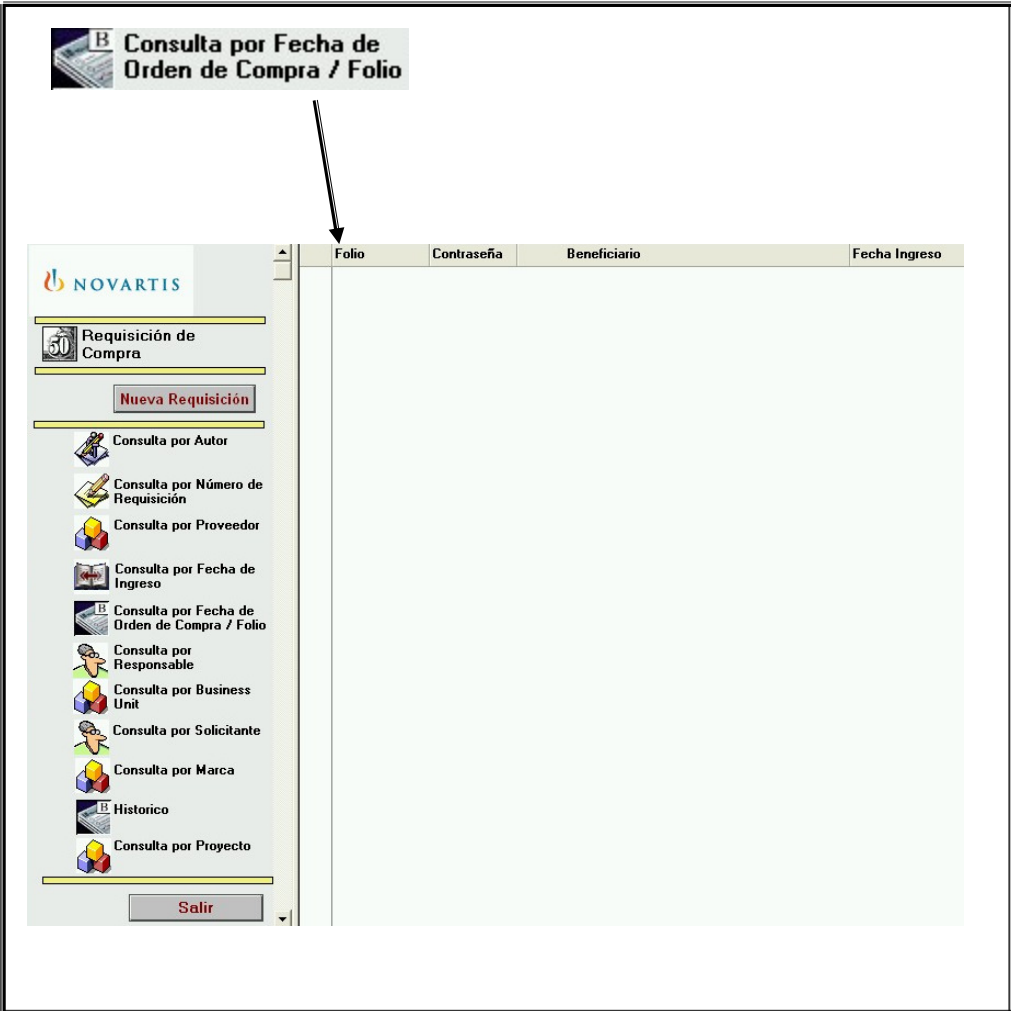 B
Consulta por Fecha de
Orden de Compra / Folio
Folio Contraseña Beneficiario Fecha Ingreso
NOVARTIS
50
Requisición de
Compra
Nueva Requisición
Consulta por Autor
Consulta por Número de
Requisición
Consulta por Proveedor
Consulta por Fecha de
Ingreso
B
Consulta por Fecha de
Orden de Compra / Folio
Consulta por
Responsable
Consulta por Business
Unit
Consulta por Solicitante
Consulta por Marca
B
Historico
Consulta por Proyecto
Salir